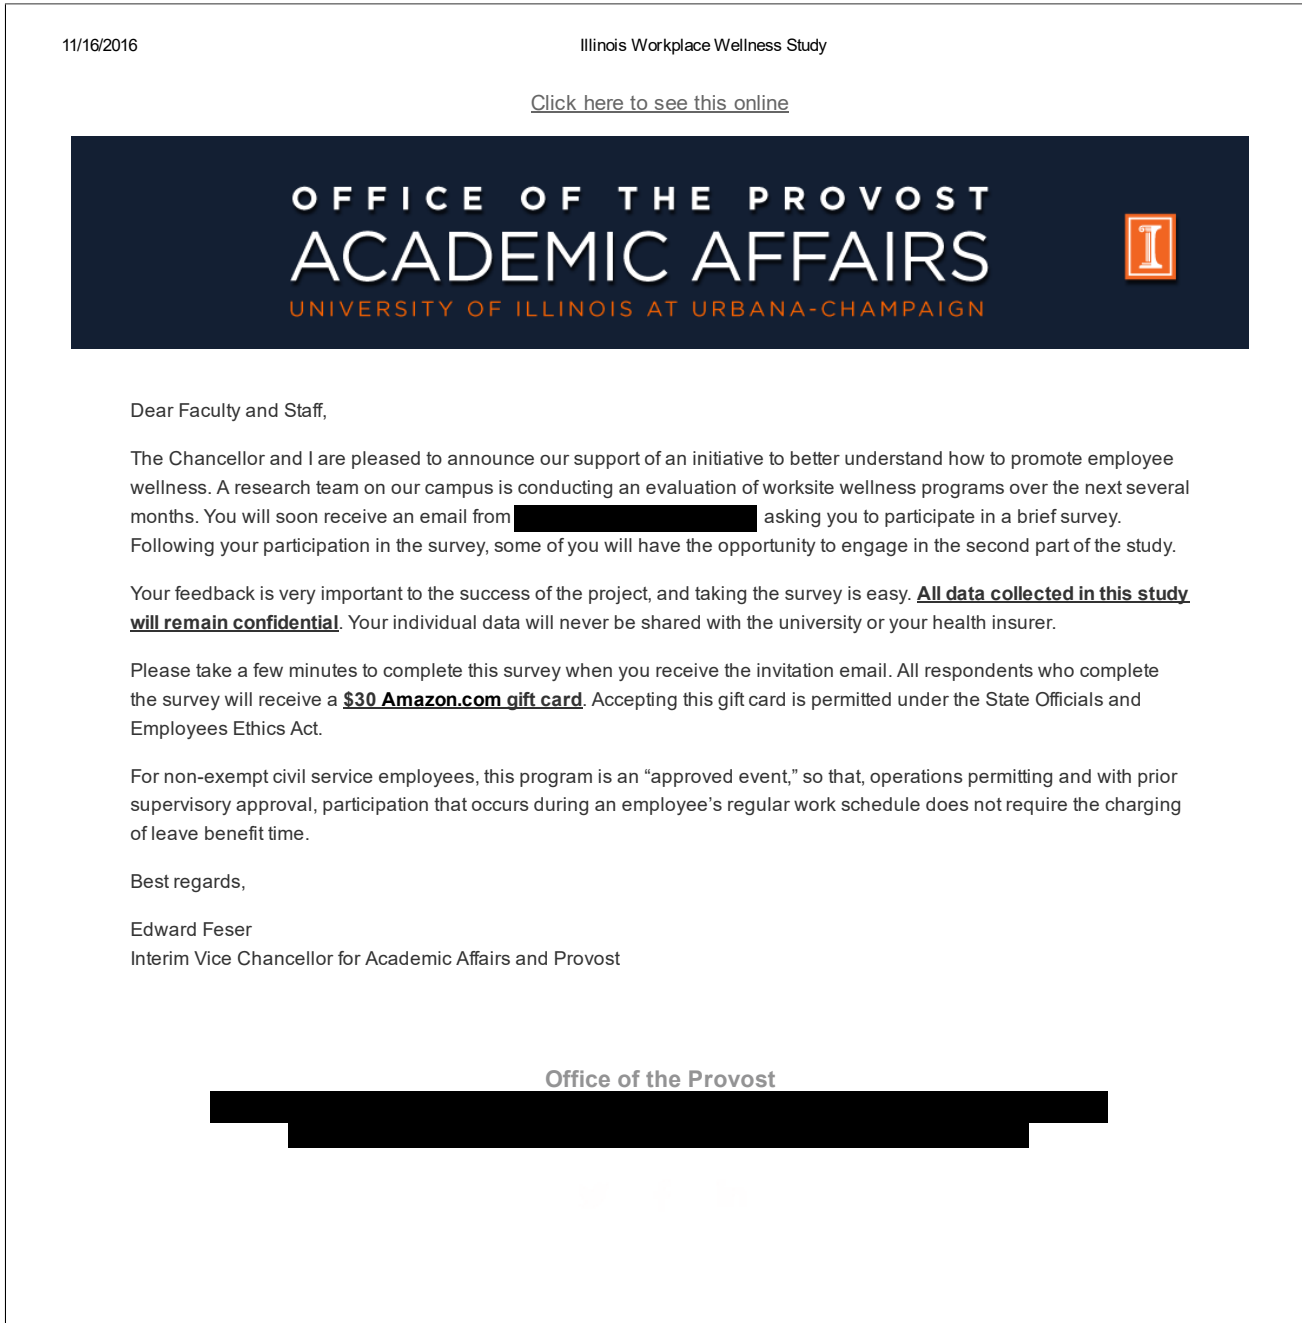 11/16/2016 Illinois Workplace Wellness Study
Click here to see this online
OFFICE OF THE PROVOST
ACADEMIC AFFAIRS
UNIVERSITY OF ILLINOIS AT URBANA-CHAMPAIGN
I
Dear Faculty and Staff,
The Chancellor and I are pleased to announce our support of an initiative to better understand how to promote employee
wellness. A research team on our campus is conducting an evaluation of worksite wellness programs over the next several
months. You will soon receive an email from asking you to participate in a brief survey.
Following your participation in the survey, some of you will have the opportunity to engage in the second part of the study.
Your feedback is very important to the success of the project, and taking the survey is easy. All data collected in this study
will remain confidential. Your individual data will never be shared with the university or your health insurer.
Please take a few minutes to complete this survey when you receive the invitation email. All respondents who complete
the survey will receive a $30 Amazon.com gift card. Accepting this gift card is permitted under the State Officials and
Employees Ethics Act.
For non-exempt civil service employees, this program is an “approved event,” so that, operations permitting and with prior
supervisory approval, participation that occurs during an employee’s regular work schedule does not require the charging
of leave benefit time.
Best regards,
Edward Feser
Interim Vice Chancellor for Academic Affairs and Provost
Office of the Provost